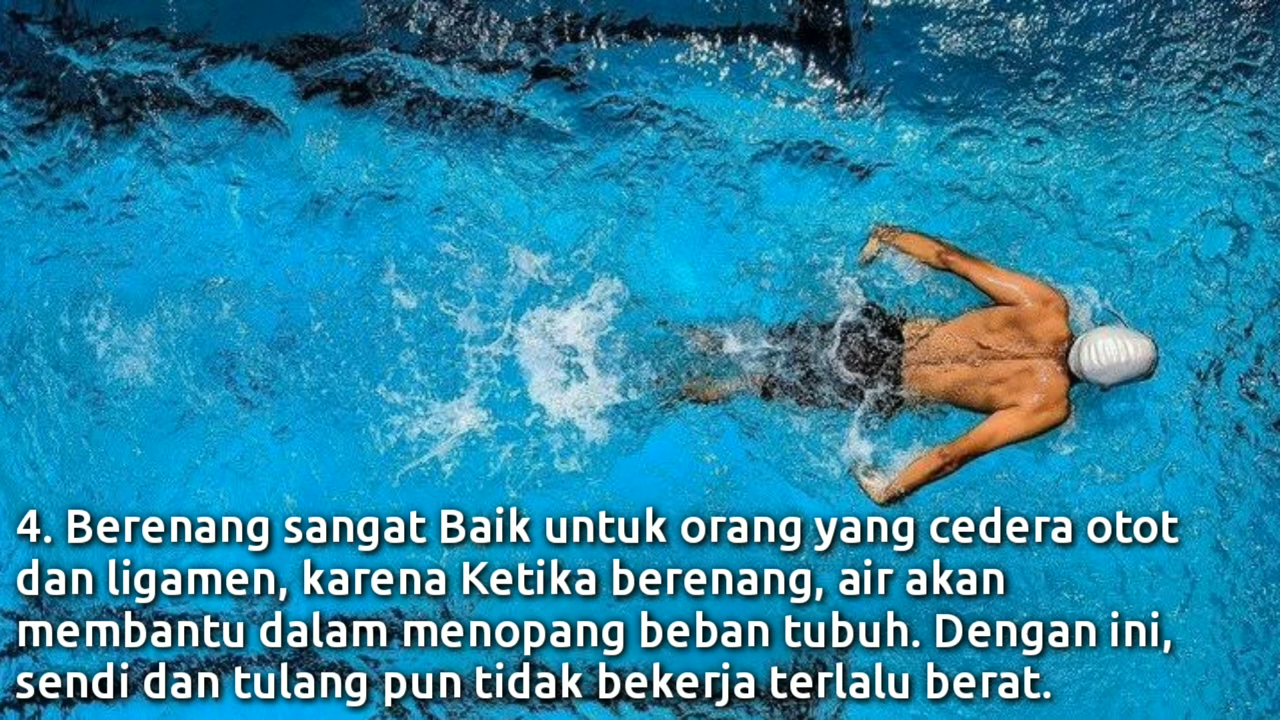 4. Berenang sangat Baik untuk orang yang cedera otot
dan ligamen, karena Ketika berenang, air akan
membantu dalam menopang beban tubuh. Dengan ini,
sendi dan tulang pun tidak bekerja terlalu berat.